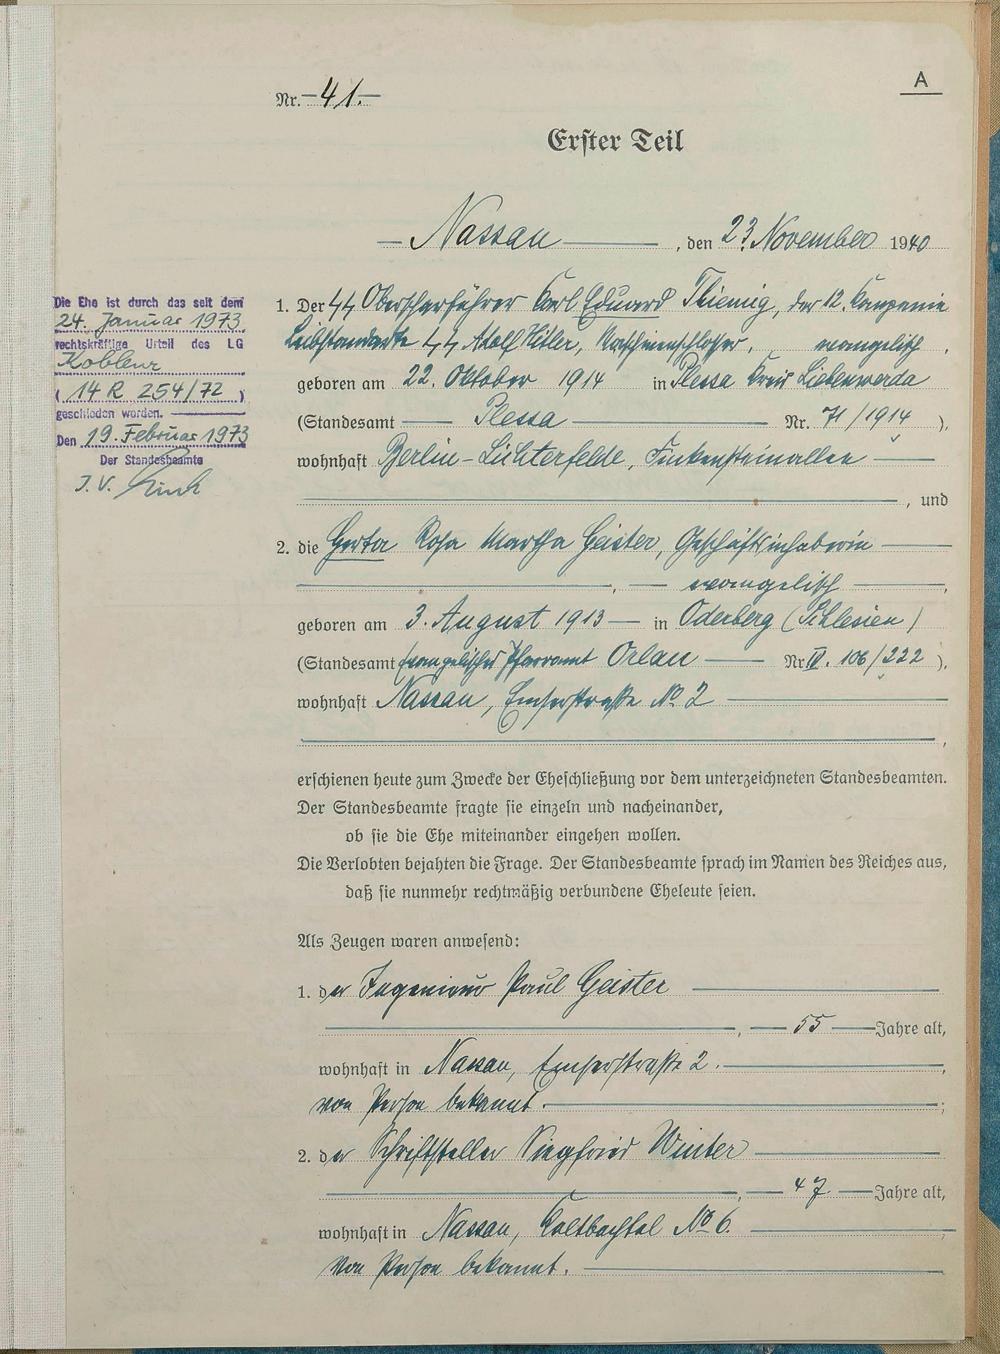 A
Nr. 41.
Erster Teil
Nassau, den 23. November 1940
Die Ehe ist durch das seit dem
24. Januar 1973
rechtskräftige Urteil des LG
Koblenz
( 14 R 254/72 )
geschieden worden.
Den 19. Februar 1973
Der Standesbeamte
J.V.
1. Der SS Oberscharführer Karl Eduard Thiemig, der 12. Kompanie
Leibstandarte SS Adolf Hitler, Maschinenschlosser, evangelisch.
geboren am 22. Oktober 1914 in Plessa Kreis Liebenwerda
(Standesamt Plessa Nr. 71/1914),
wohnhaft Berlin-Lichterfelde, Finkensteinallee
, und
2. die Gerta Rosa Martha Geister, Geschäftsinhaberin
, evangelisch,
geboren am 3. August 1913 in Oderberg (Schlesien)
(Standesamt evangelisches Pfarramt Orlau Nr. IV. 106/222),
wohnhaft Nassau, Emserstraße No 2
,
erschienen heute zum Zwecke der Eheschließung vor dem unterzeichneten Standesbeamten.
Der Standesbeamte fragte sie einzeln und nacheinander,
ob sie die Ehe miteinander eingehen wollen.
Die Verlobten bejahten die Frage. Der Standesbeamte sprach im Namen des Reiches aus,
daß sie nunmehr rechtmäßig verbundene Eheleute seien.
Als Zeugen waren anwesend:
1. der Ingenieur Paul Geister
, 55 Jahre alt,
wohnhaft in Nassau, Emserstraße 2.,
von Person bekannt.;
2. der Schriftsteller Siegfried Winter
, 47 Jahre alt,
wohnhaft in Nassau, Kaltbachtal No 6.
von Person bekannt.